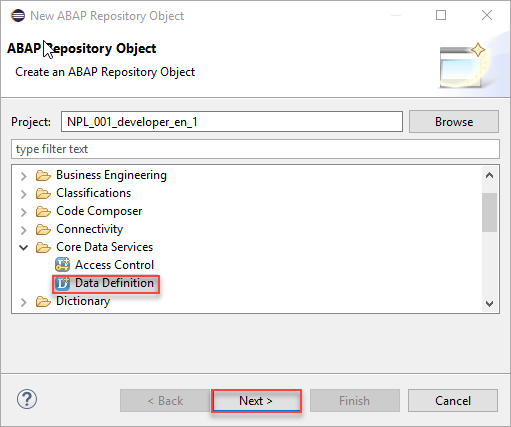 New ABAP Repository Object
ABAP Repository Object
Create an ABAP Repository Object
Project: NPL_001_developer_en_1 Browse
type filter text
Business Engineering
Classifications
Code Composer
Connectivity
Core Data Services
Access Control
Data Definition
Dictionary
? < Back Next > Finish Cancel